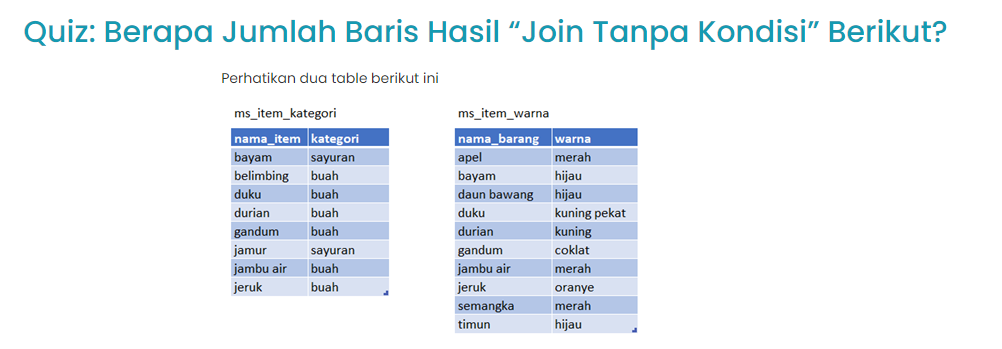 Quiz: Berapa Jumlah Baris Hasil “Join Tanpa Kondisi” Berikut?
Perhatikan dua table berikut ini
ms_item_kategori
nama_item kategori
bayam sayuran
belimbing buah
duku buah
durian buah
gandum buah
jamur sayuran
jambu air buah
jeruk buah
ms_item_warna
nama_barang warna
apel merah
bayam hijau
daun bawang hijau
duku kuning pekat
durian kuning
gandum coklat
jambu air merah
jeruk oranye
semangka merah
timun hijau